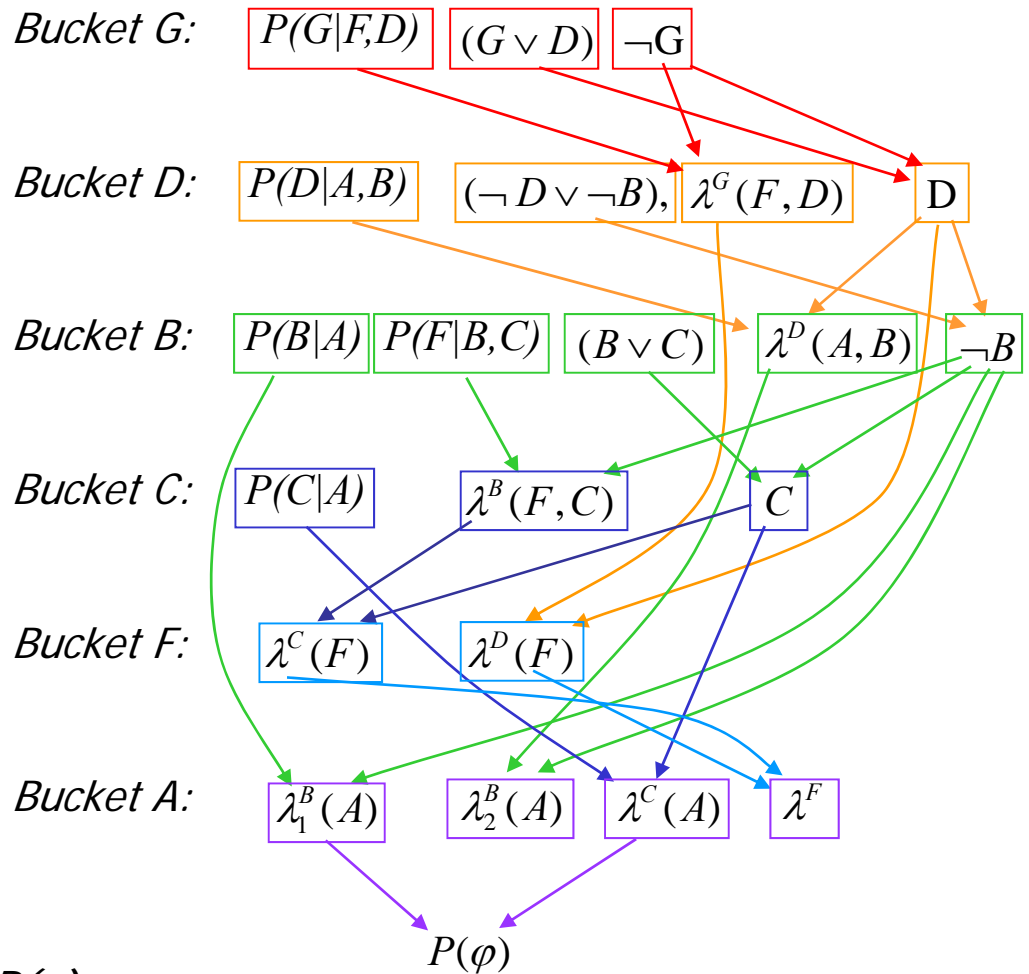 Bucket G: P(G|F,D) (G ∨ D) ¬G
Bucket D: P(D|A,B) (¬ D ∨ ¬B), λ^G (F, D) D
Bucket B: P(B|A) P(F|B,C) (B ∨ C) λ^D (A, B) ¬B
Bucket C: P(C|A) λ^B (F, C) C
Bucket F: λ^C (F) λ^D (F)
Bucket A: λ_1^B (A) λ_2^B (A) λ^C (A) λ^F
P(φ)